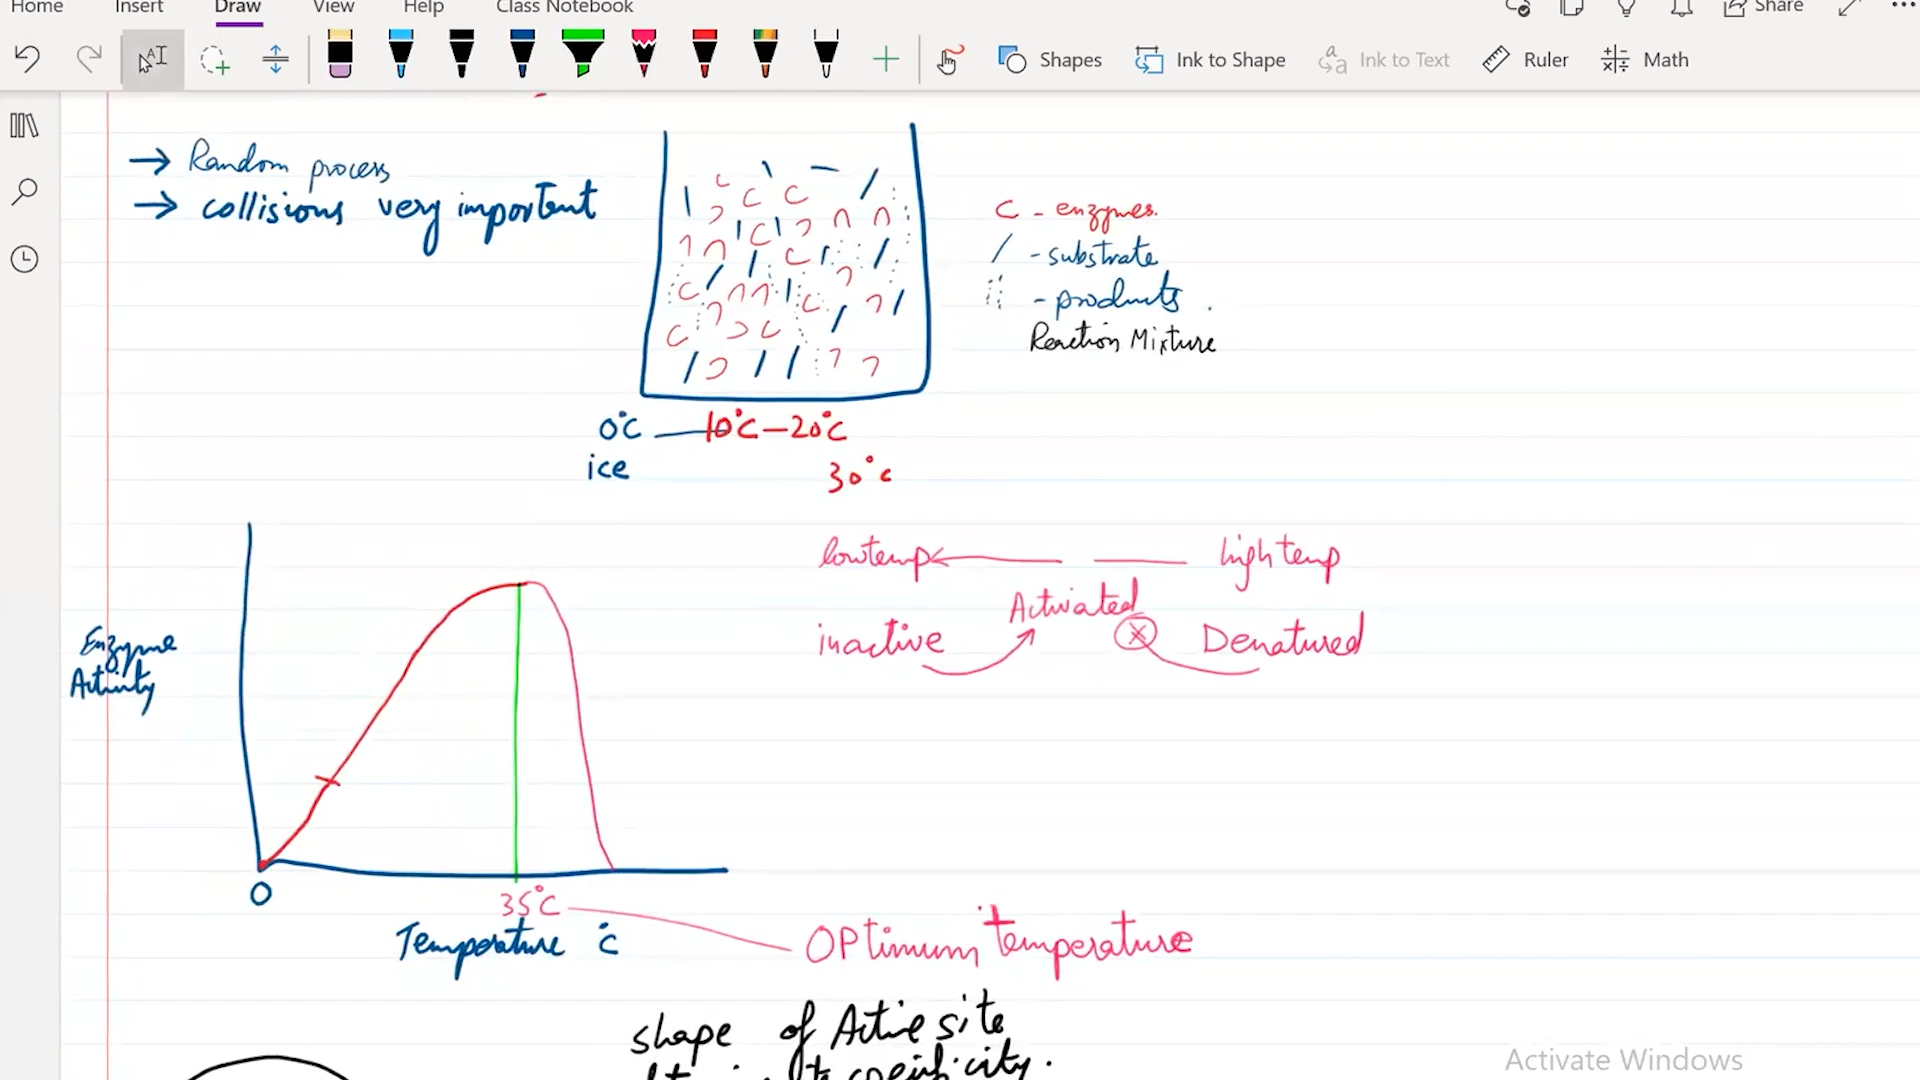 Home Insert Draw View Help Class Notebook Share
Shapes Ink to Shape Ink to Text Ruler Math
→ Random process
→ collisions very important
C - enzymes.
/ - substrate
- products .
Reaction Mixture
0°C — 10°C – 20°C
ice 30°C
low temp ← — high temp
Activated
inactive Denatured
Enzyme
Activity
0
35°C
Temperature °C
OPtimum temperature
shape of Active site
specificity.
Activate Windows